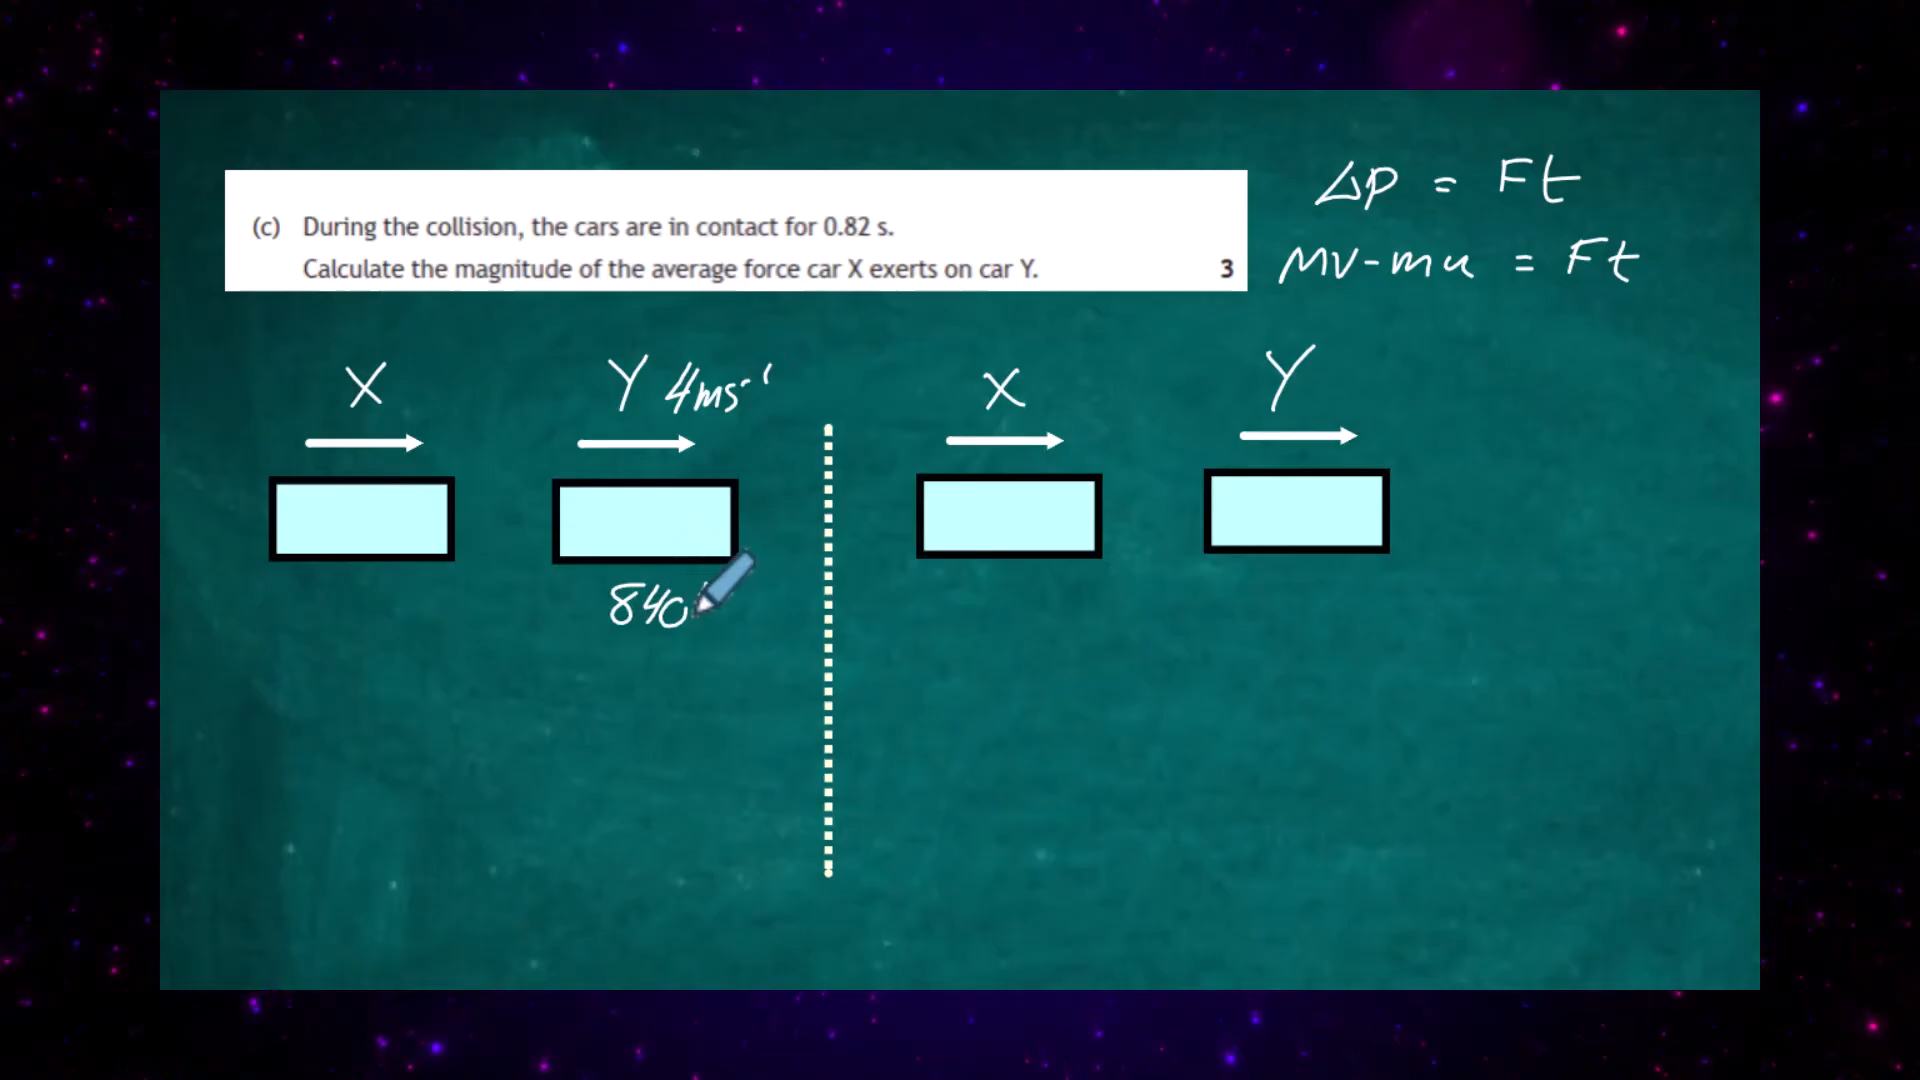 (c) During the collision, the cars are in contact for 0.82 s.
Calculate the magnitude of the average force car X exerts on car Y. 3
Δp = Ft
mv-mu = Ft
X
Y 4ms⁻¹
X
Y
840